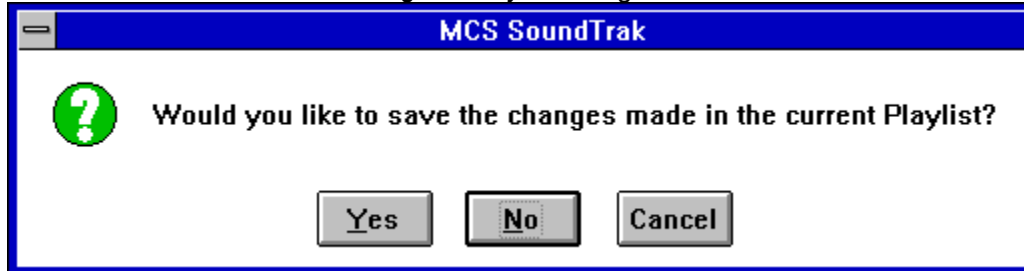 MCS SoundTrak
Would you like to save the changes made in the current Playlist?
Yes No Cancel